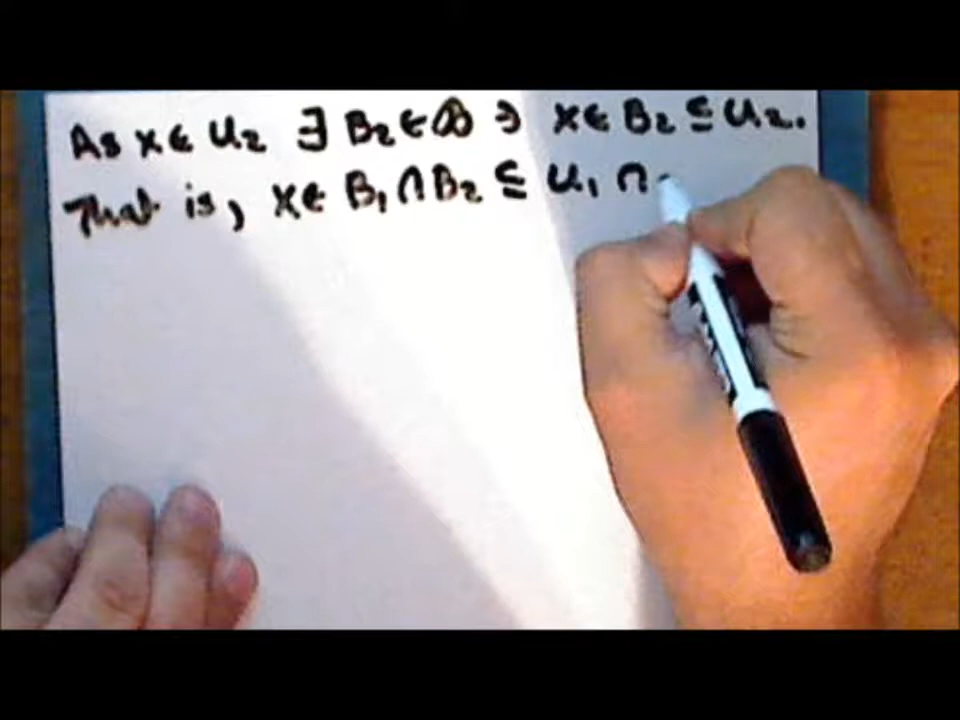 As x ∈ U₂ ∃ B₂ ∈ ℬ ∋ x ∈ B₂ ⊆ U₂.
That is, x ∈ B₁ ∩ B₂ ⊆ U₁ ∩